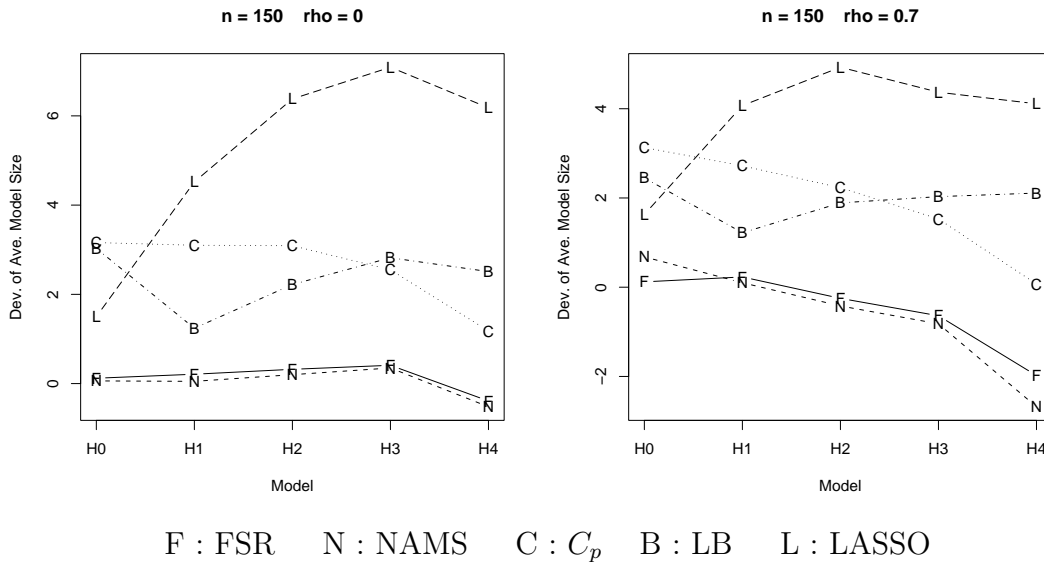 n = 150 rho = 0
Dev. of Ave. Model Size
6
4
2
0
L L L L L
C C C C C
B B B B B
F F F F F
N N N N N
H0 H1 H2 H3 H4
Model
n = 150 rho = 0.7
Dev. of Ave. Model Size
4
2
0
−2
L L L L L
C C C C C
B B B B B
F F F F F
N N N N N
H0 H1 H2 H3 H4
Model
F : FSR N : NAMS C : Cp B : LB L : LASSO